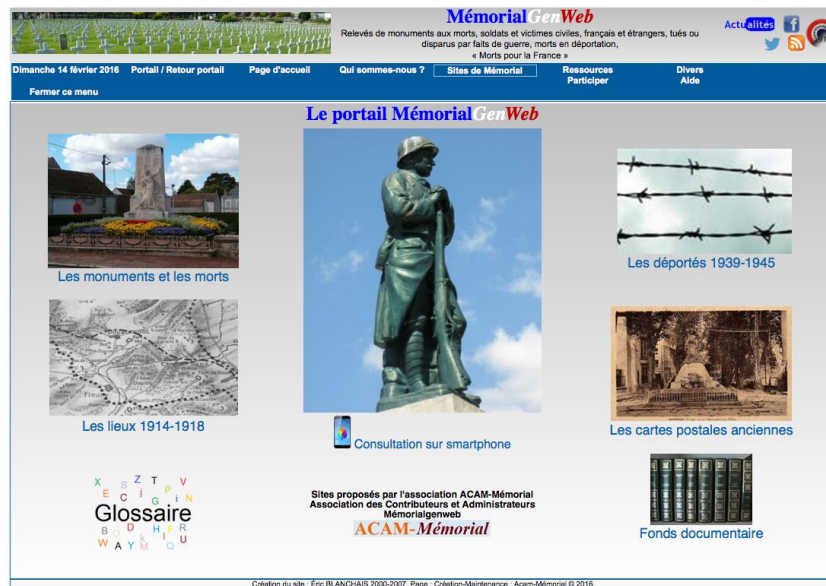 MémorialGenWeb
Relevés de monuments aux morts, soldats et victimes civiles, français et étrangers, tués ou
disparus par faits de guerre, morts en déportation,
« Morts pour la France »
Actualités
Dimanche 14 février 2016 Portail / Retour portail Page d'accueil Qui sommes-nous ? Sites de Mémorial Ressources Divers
Participer Aide
Fermer ce menu
Le portail MémorialGenWeb
Les monuments et les morts
Les déportés 1939-1945
Les lieux 1914-1918
Les cartes postales anciennes
Consultation sur smartphone
Glossaire
Sites proposés par l'association ACAM-Mémorial
Association des Contributeurs et Administrateurs
Mémorialgenweb
ACAM-Mémorial
Fonds documentaire
Création du site : Éric BLANCHAIS 2000-2007, Page : Création-Maintenance : Acam-Mémorial © 2016.